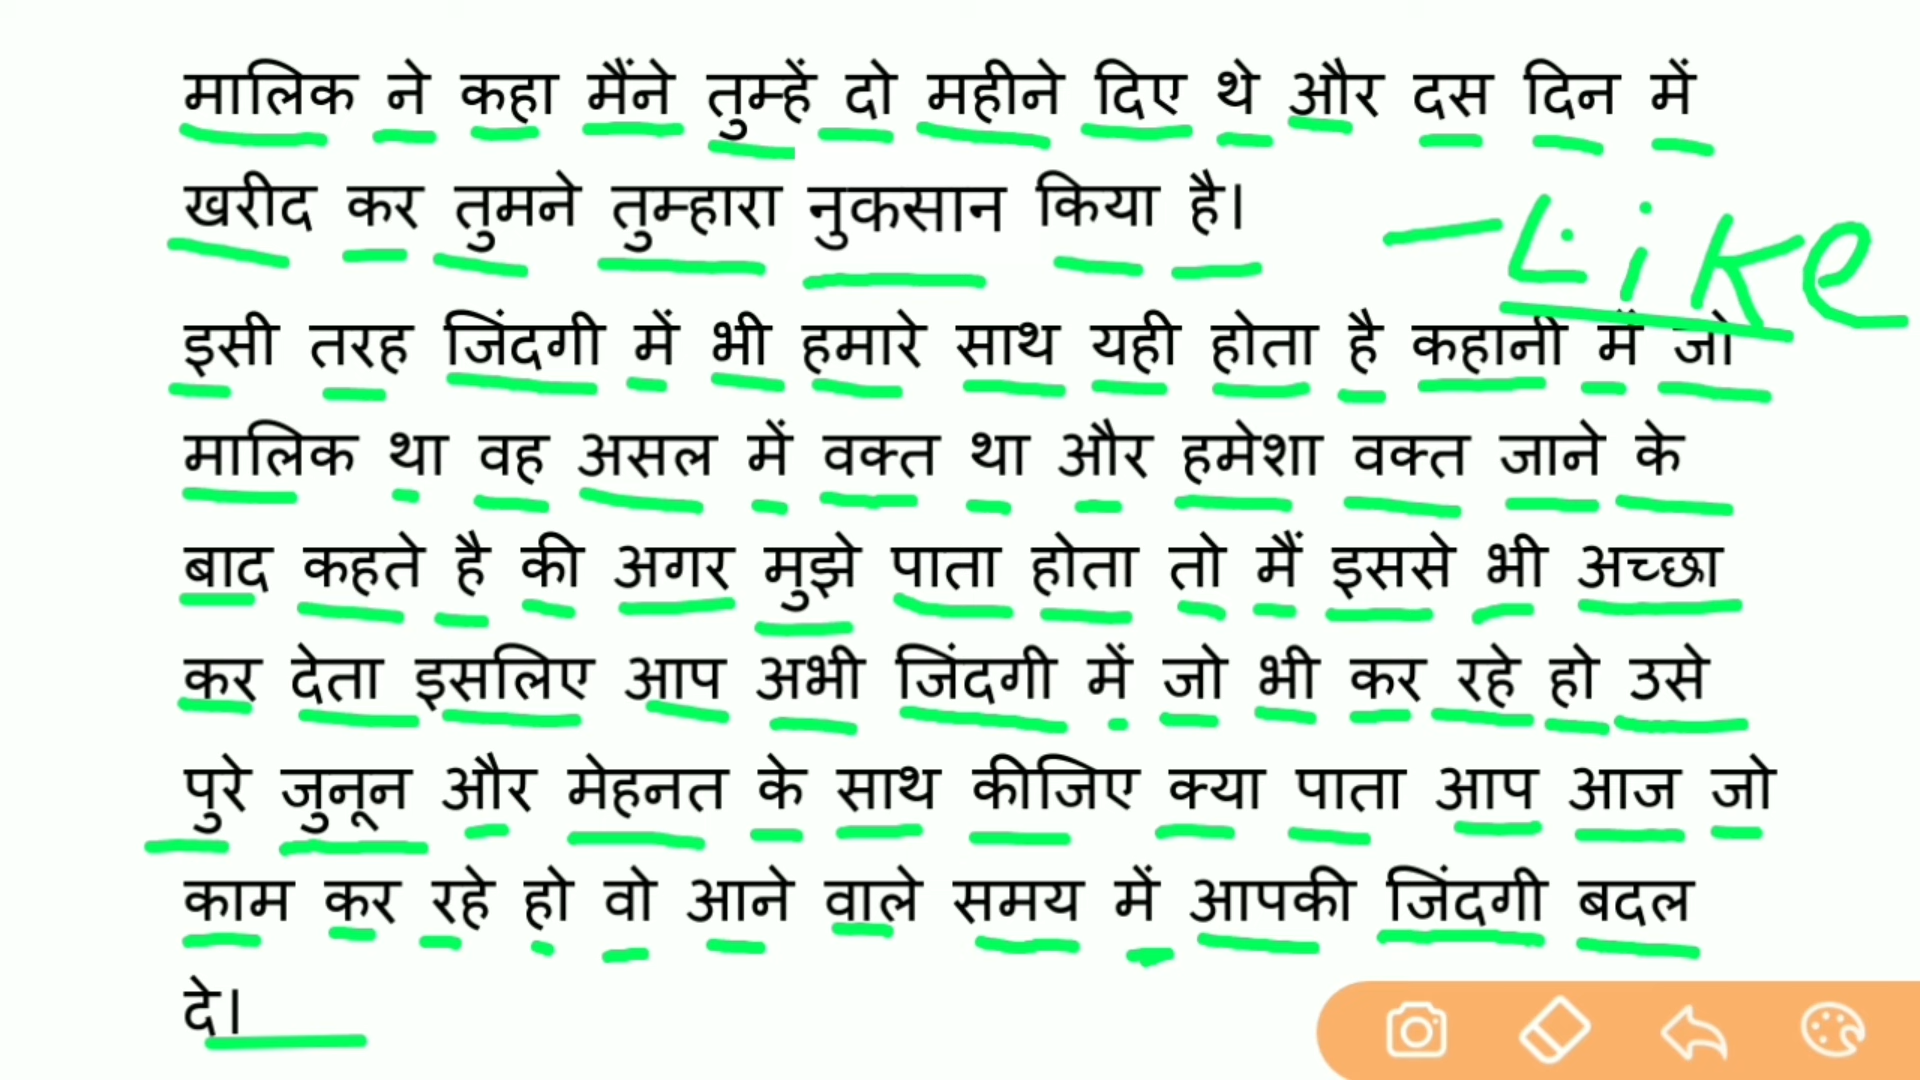 मालिक ने कहा मैंने तुम्हें दो महीने दिए थे और दस दिन में
खरीद कर तुमने तुम्हारा नुकसान किया है।
Like
इसी तरह जिंदगी में भी हमारे साथ यही होता है कहानी में जो
मालिक था वह असल में वक्त था और हमेशा वक्त जाने के
बाद कहते है की अगर मुझे पाता होता तो मैं इससे भी अच्छा
कर देता इसलिए आप अभी जिंदगी में जो भी कर रहे हो उसे
पुरे जुनून और मेहनत के साथ कीजिए क्या पाता आप आज जो
काम कर रहे हो वो आने वाले समय में आपकी जिंदगी बदल
दे।